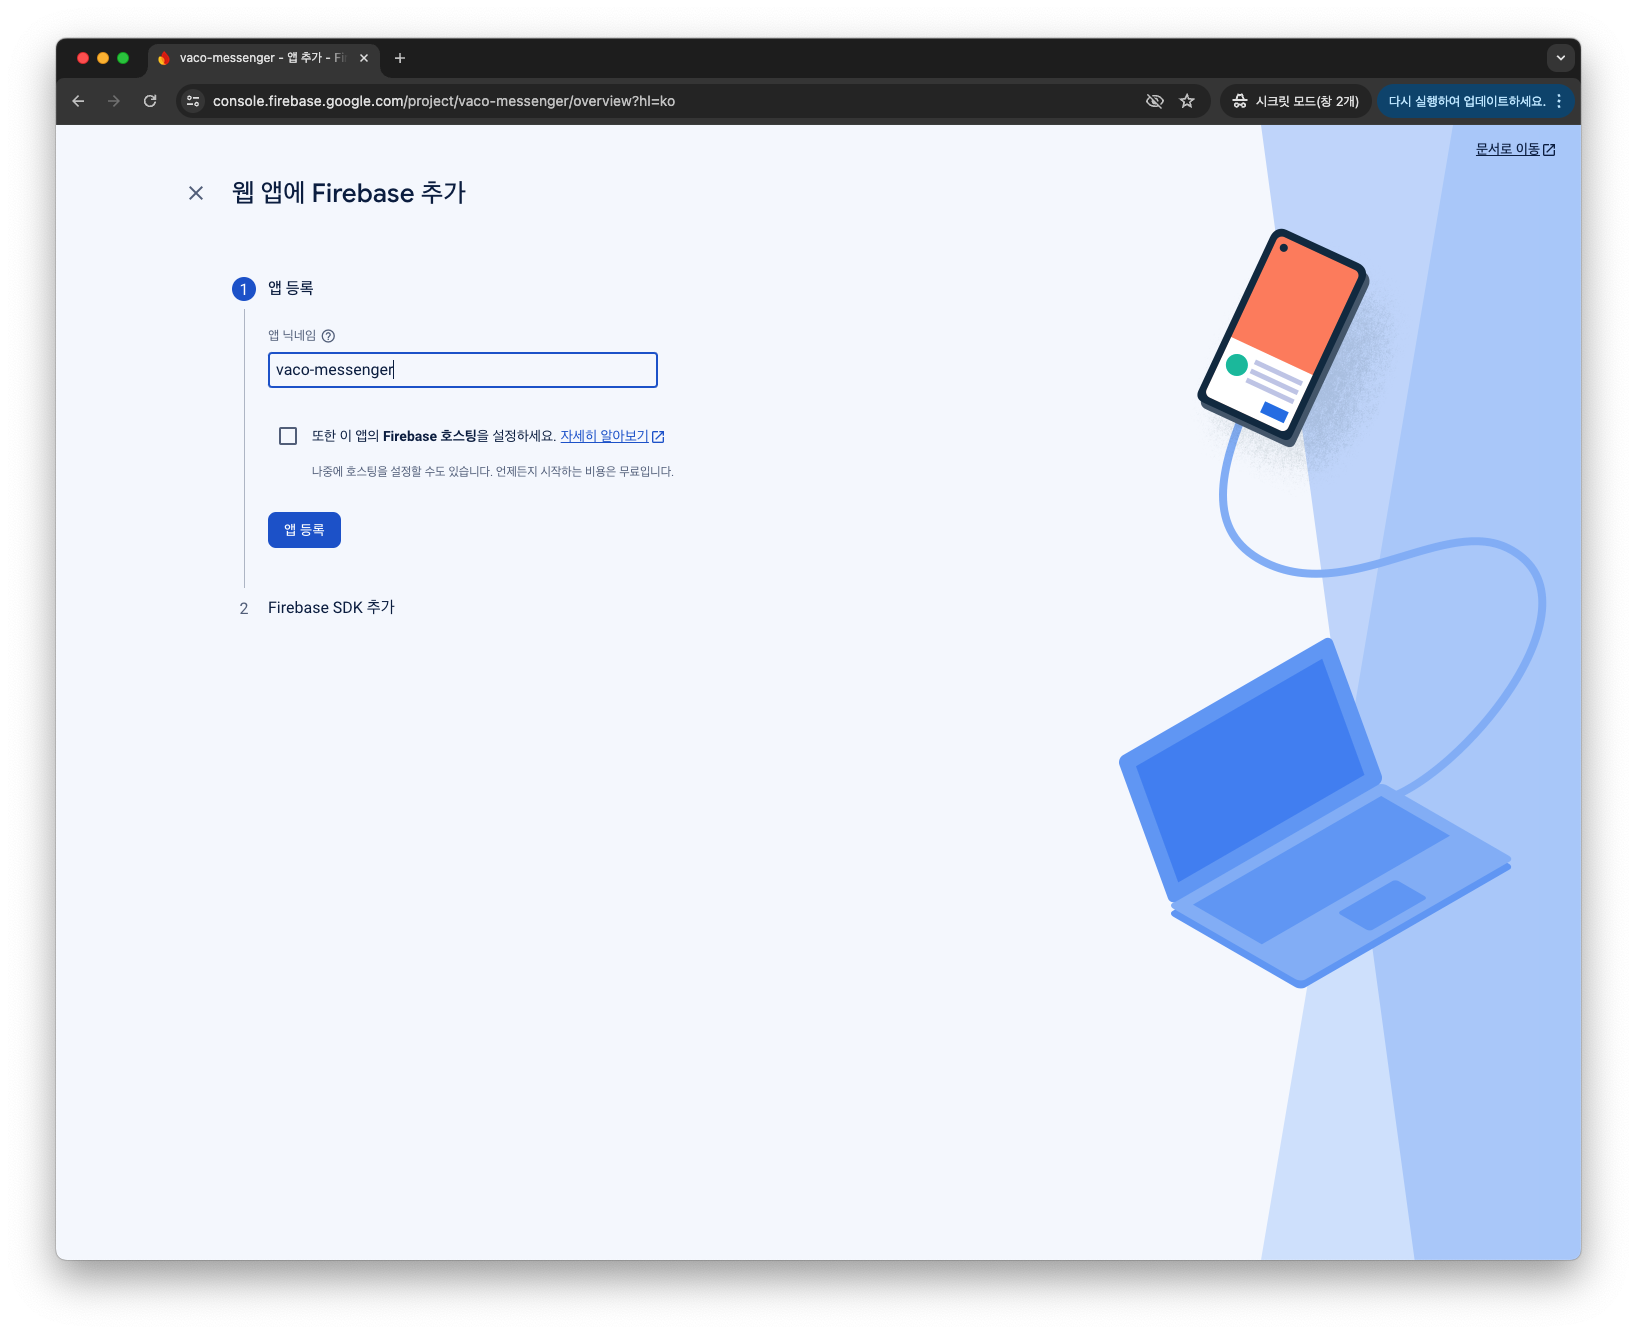 vaco-messenger - 앱 추가 - Fi
console.firebase.google.com/project/vaco-messenger/overview?hl=ko
시크릿 모드(창 2개)
다시 실행하여 업데이트하세요.
문서로 이동
웹 앱에 Firebase 추가
1 앱 등록
앱 닉네임
vaco-messenger
또한 이 앱의 Firebase 호스팅을 설정하세요. 자세히 알아보기
나중에 호스팅을 설정할 수도 있습니다. 언제든지 시작하는 비용은 무료입니다.
앱 등록
2 Firebase SDK 추가